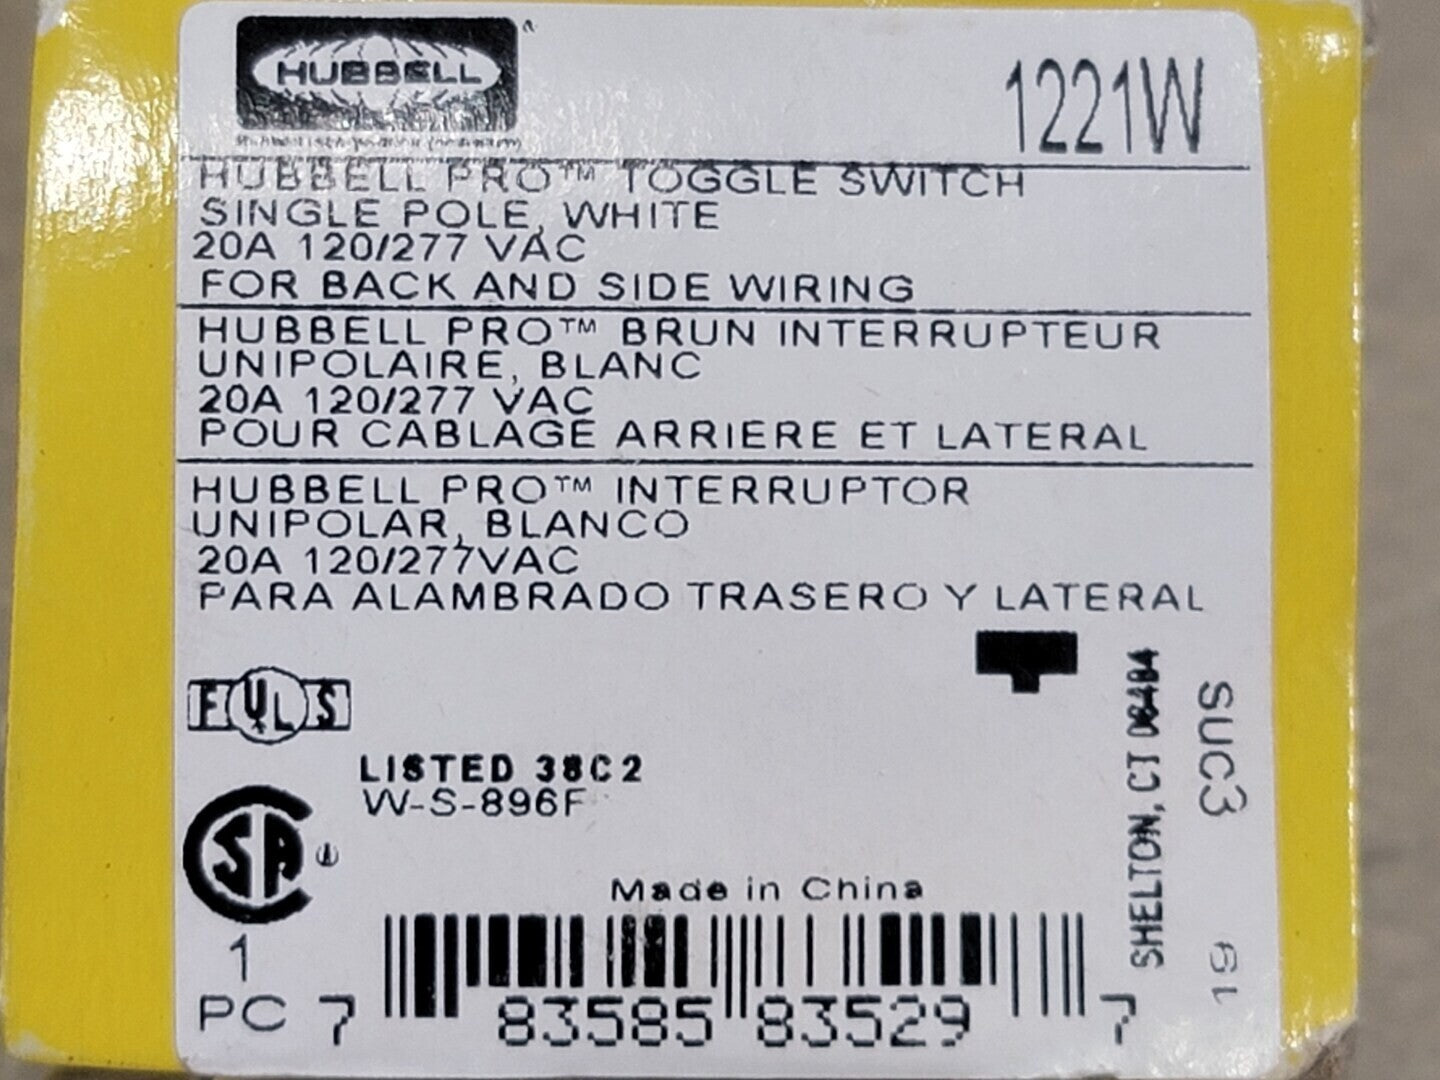 HUBBELL
1221W
HUBBELL PRO™ TOGGLE SWITCH
SINGLE POLE, WHITE
20A 120/277 VAC
FOR BACK AND SIDE WIRING
HUBBELL PRO™ BRUN INTERRUPTEUR
UNIPOLAIRE, BLANC
20A 120/277 VAC
POUR CABLAGE ARRIERE ET LATERAL
HUBBELL PRO™ INTERRUPTOR
UNIPOLAR, BLANCO
20A 120/277VAC
PARA ALAMBRADO TRASERO Y LATERAL
F UL S
LISTED 38C2
W-S-896F
SA
Made in China
1
PC
7 83585 83529 7
SHELTON, CT 06484
SUC3
19